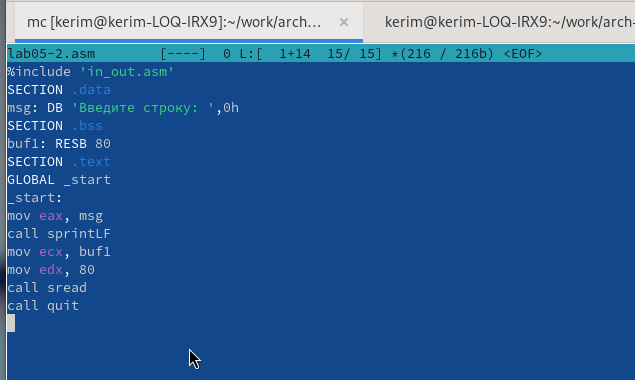 mc [kerim@kerim-LOQ-IRX9]:~/work/arch... × kerim@kerim-LOQ-IRX9:~/work/arch-
lab05-2.asm [----] 0 L:[ 1+14 15/ 15] *(216 / 216b) <EOF>
%include 'in_out.asm'
SECTION .data
msg: DB 'Введите строку: ',0h
SECTION .bss
buf1: RESB 80
SECTION .text
GLOBAL _start
_start:
mov eax, msg
call sprintLF
mov ecx, buf1
mov edx, 80
call sread
call quit